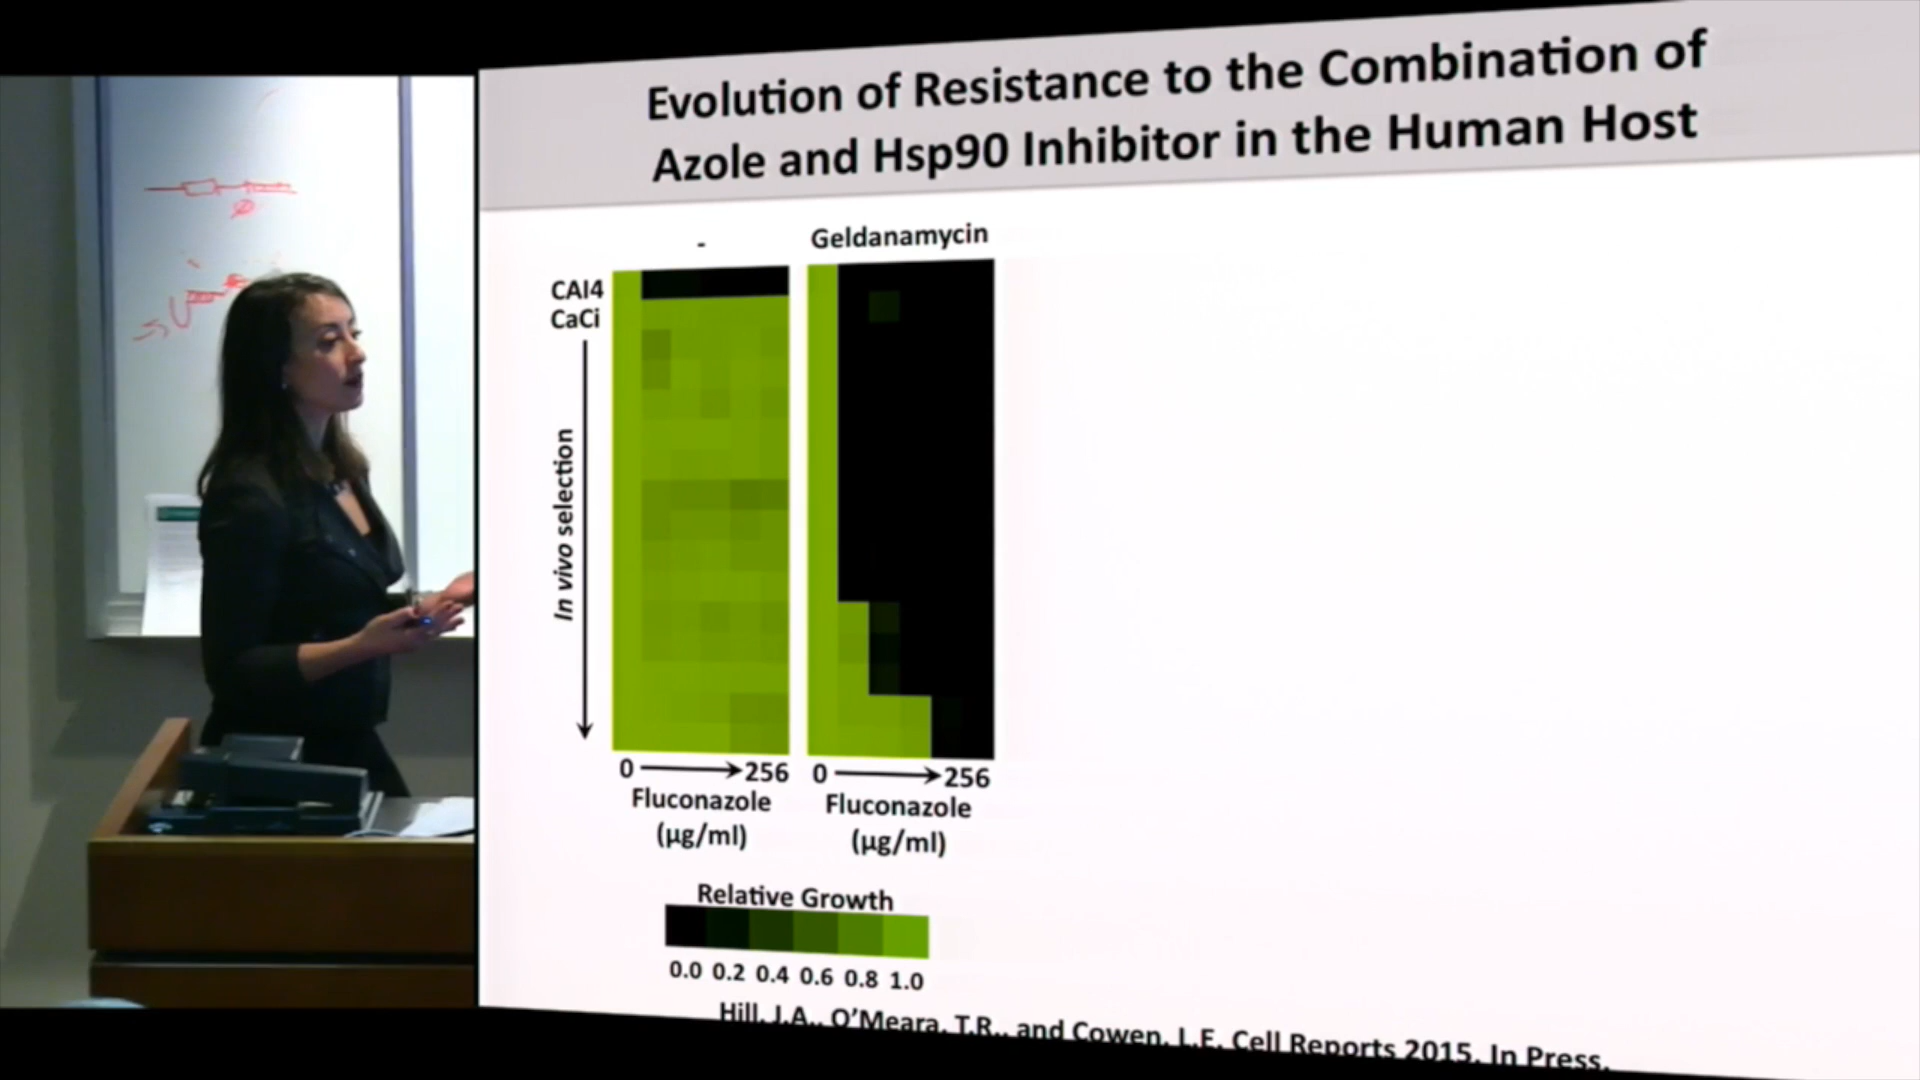 Evolution of Resistance to the Combination of
Azole and Hsp90 Inhibitor in the Human Host
- Geldanamycin
CAI4
CaCi
In vivo selection
0 256 0 256
Fluconazole Fluconazole
(µg/ml) (µg/ml)
Relative Growth
0.0 0.2 0.4 0.6 0.8 1.0
Hill, J.A., O'Meara, T.R., and Cowen, L.E. Cell Reports 2015. In Press.